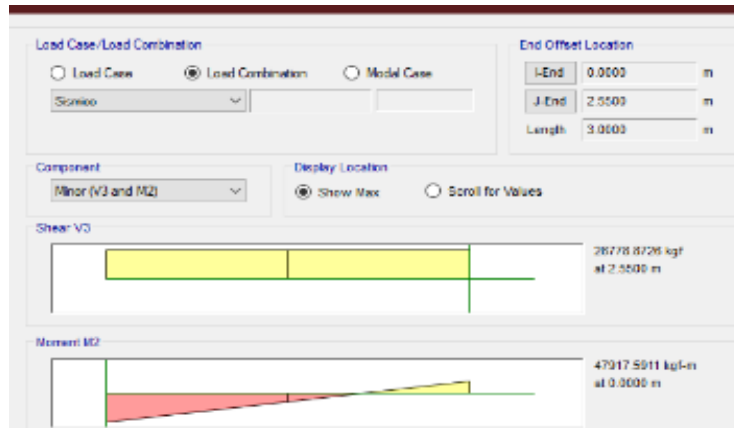 Load Case/Load Combination
Load Case Load Combination Modal Case
Sismico
End Offset Location
I-End 0.0000 m
J-End 2.5500 m
Length 3.0000 m
Component
Minor (V3 and M2)
Display Location
Show Max Scroll for Values
Shear V3
26778.8726 kgf
at 2.5500 m
Moment M2
47917.5911 kgf-m
at 0.0000 m